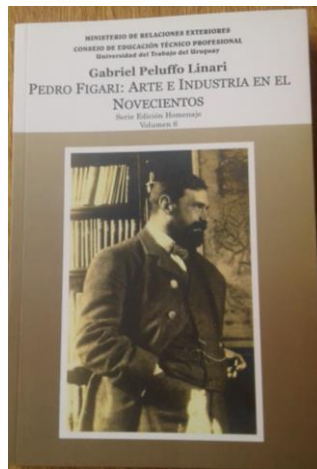 MINISTERIO DE RELACIONES EXTERIORES
CONSEJO DE EDUCACIÓN TÉCNICO PROFESIONAL
Universidad del Trabajo del Uruguay
Gabriel Peluffo Linari
PEDRO FIGARI: ARTE E INDUSTRIA EN EL
NOVECIENTOS
Serie Edición Homenaje
Volumen 6